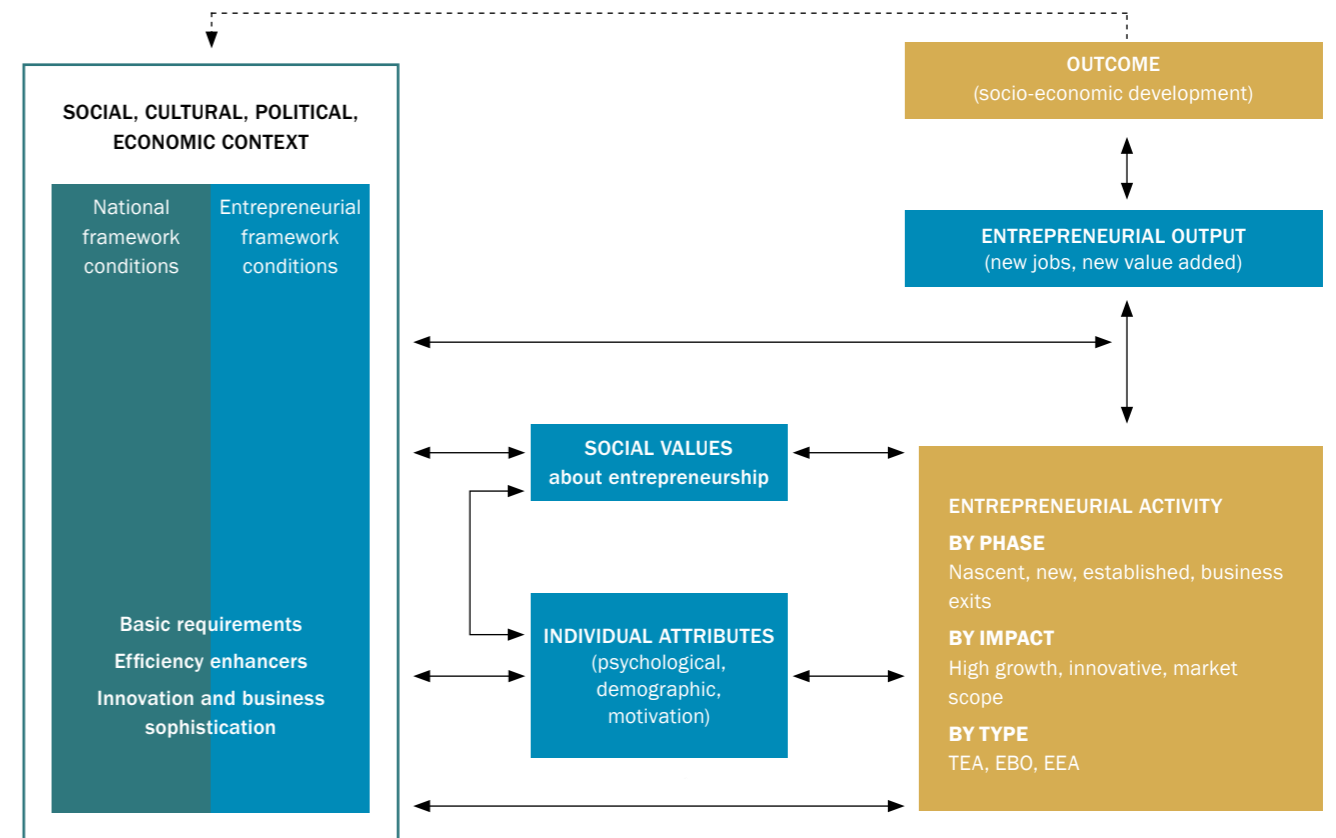 SOCIAL, CULTURAL, POLITICAL,
ECONOMIC CONTEXT
National
framework
conditions
Entrepreneurial
framework
conditions
Basic requirements
Efficiency enhancers
Innovation and business
sophistication
SOCIAL VALUES
about entrepreneurship
INDIVIDUAL ATTRIBUTES
(psychological,
demographic,
motivation)
OUTCOME
(socio-economic development)
ENTREPRENEURIAL OUTPUT
(new jobs, new value added)
ENTREPRENEURIAL ACTIVITY
BY PHASE
Nascent, new, established, business
exits
BY IMPACT
High growth, innovative, market
scope
BY TYPE
TEA, EBO, EEA